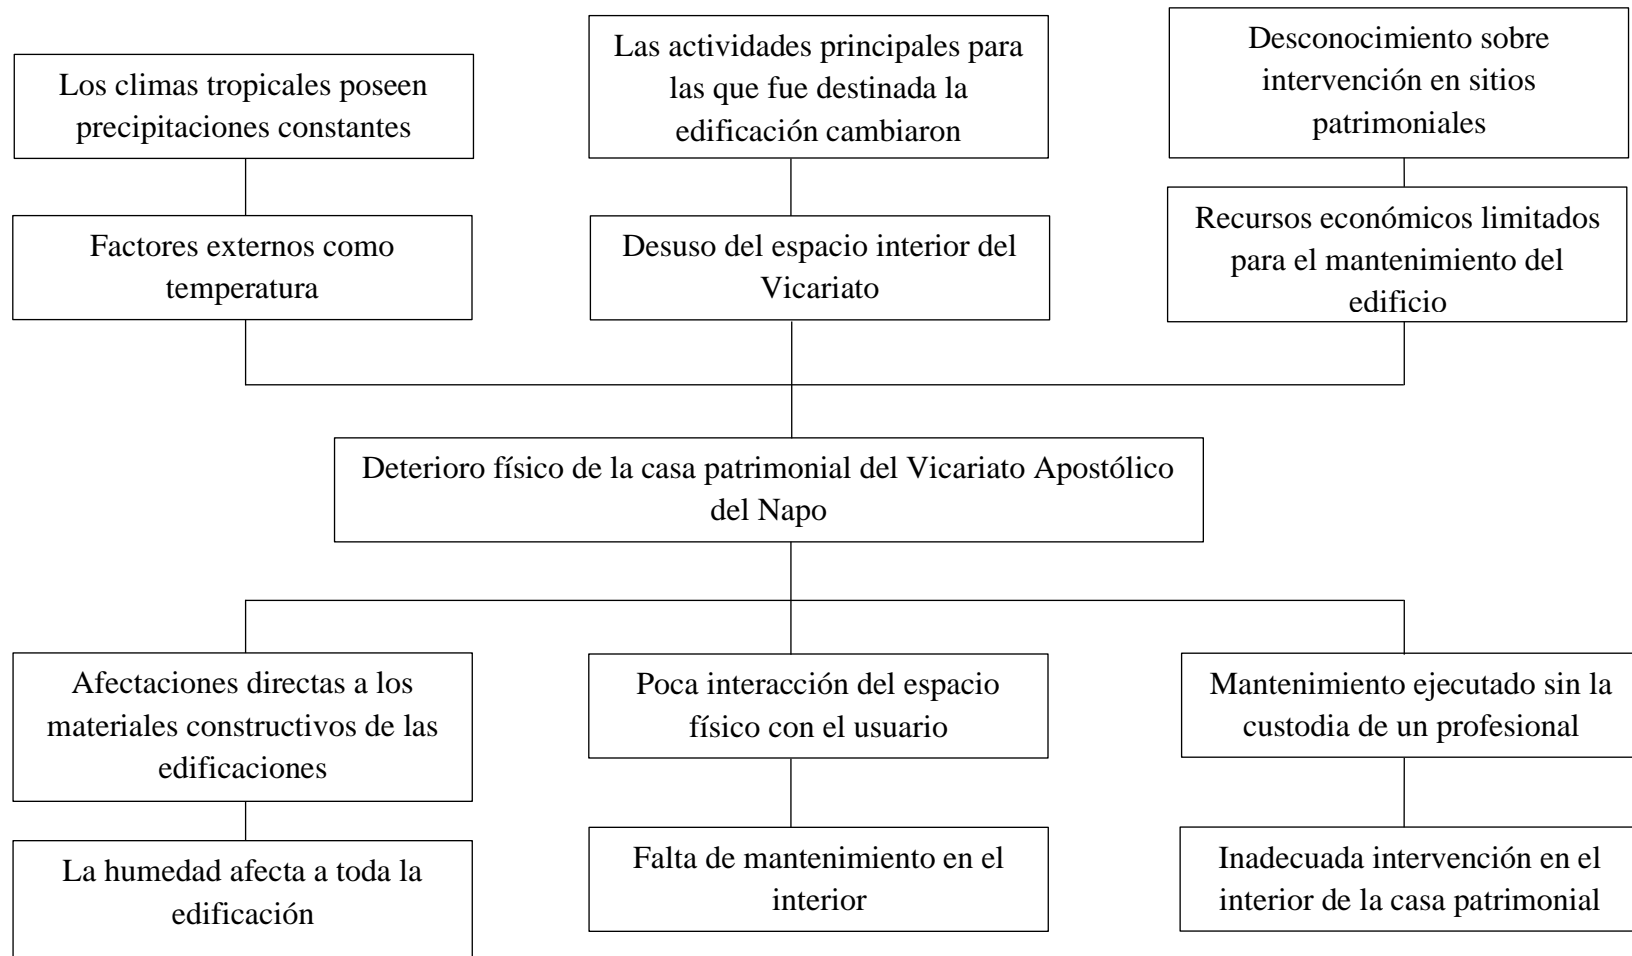 Los climas tropicales poseen
precipitaciones constantes
Las actividades principales para
las que fue destinada la
edificación cambiaron
Desconocimiento sobre
intervención en sitios
patrimoniales
Factores externos como
temperatura
Desuso del espacio interior del
Vicariato
Recursos económicos limitados
para el mantenimiento del
edificio
Deterioro físico de la casa patrimonial del Vicariato Apostólico
del Napo
Afectaciones directas a los
materiales constructivos de las
edificaciones
Poca interacción del espacio
físico con el usuario
Mantenimiento ejecutado sin la
custodia de un profesional
La humedad afecta a toda la
edificación
Falta de mantenimiento en el
interior
Inadecuada intervención en el
interior de la casa patrimonial